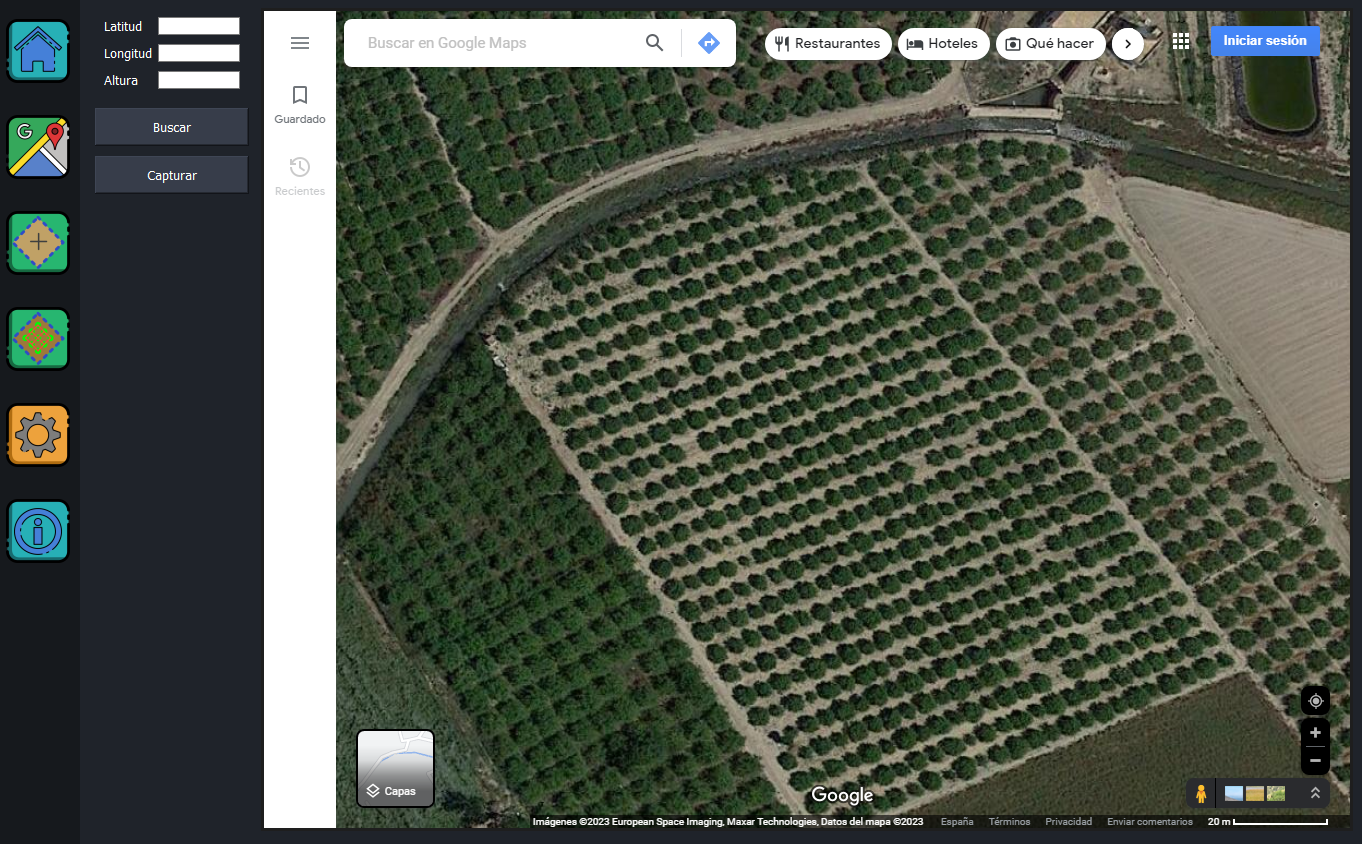 Latitud
Longitud
Altura
Buscar
Capturar
G
Guardado
Recientes
Buscar en Google Maps
Restaurantes
Hoteles
Qué hacer
Iniciar sesión
Capas
Google
Imágenes ©2023 European Space Imaging, Maxar Technologies, Datos del mapa ©2023 España Términos Privacidad Enviar comentarios 20 m